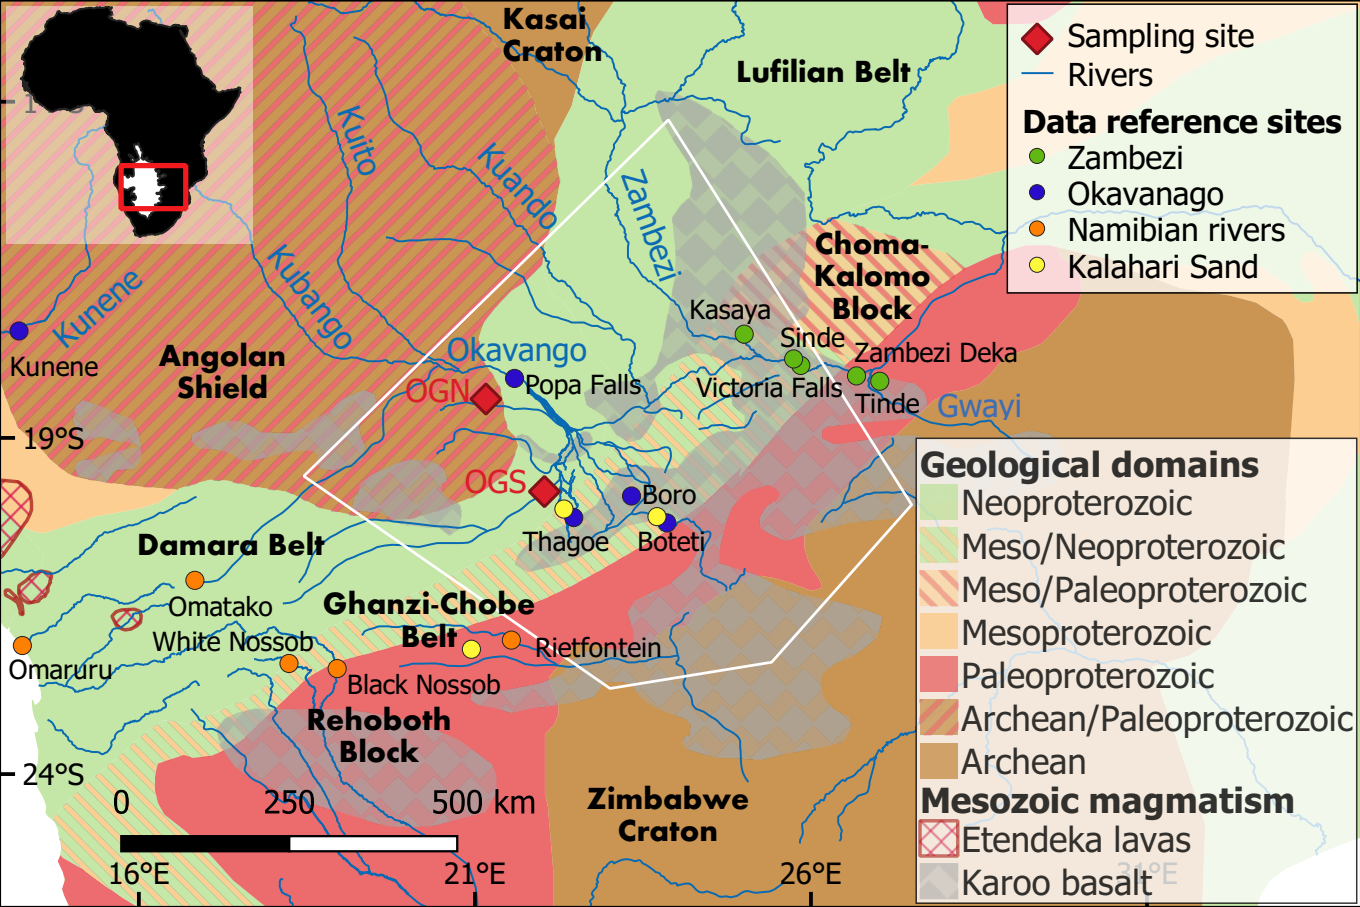 Kasai
Craton
Lufilian Belt
Sampling site
Rivers
Data reference sites
Zambezi
Okavanago
Namibian rivers
Kalahari Sand
Kuito
Kuando
Zambezi
Kubango
Kunene
Choma-
Kalomo
Block
Kunene
Angolan
Shield
Okavango
OGN
Popa Falls
Kasaya
Sinde
Victoria Falls
Zambezi Deka
Tinde
Gwayi
19°S
OGS
Boro
Thagoe
Boteti
Damara Belt
Omatako
White Nossob
Omaruru
Ghanzi-Chobe
Belt
Rietfontein
Black Nossob
Rehoboth
Block
24°S
0 250 500 km
Zimbabwe
Craton
16°E 21°E 26°E 31°E
Geological domains
Neoproterozoic
Meso/Neoproterozoic
Meso/Paleoproterozoic
Mesoproterozoic
Paleoproterozoic
Archean/Paleoproterozoic
Archean
Mesozoic magmatism
Etendeka lavas
Karoo basalt